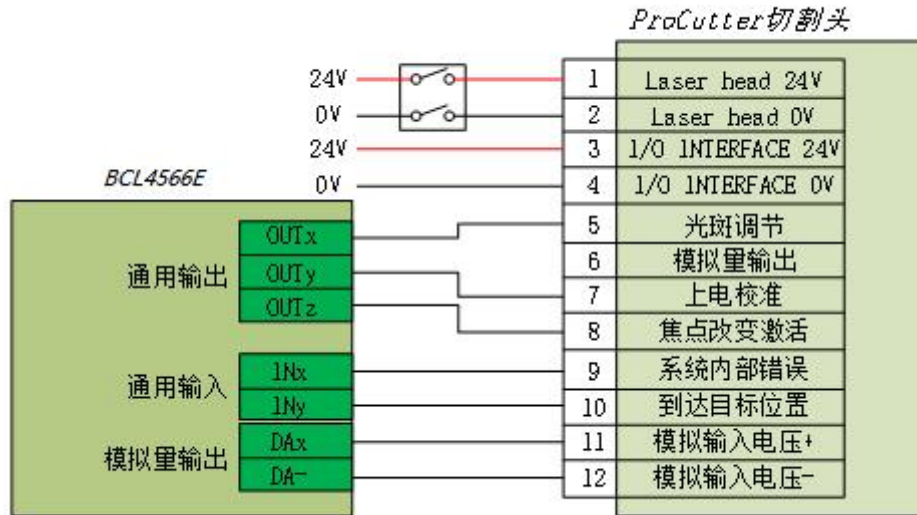 ProCutter切割头
24V 1 Laser head 24V
0V 2 Laser head 0V
24V 3 1/0 1NTERFACE 24V
0V 4 1/0 1NTERFACE 0V
BCL4566E
通用输出
OUTx
OUTy
OUTz
通用输入
1Nx
1Ny
模拟量输出
DAx
DA-
5 光斑调节
6 模拟量输出
7 上电校准
8 焦点改变激活
9 系统内部错误
10 到达目标位置
11 模拟输入电压+
12 模拟输入电压-